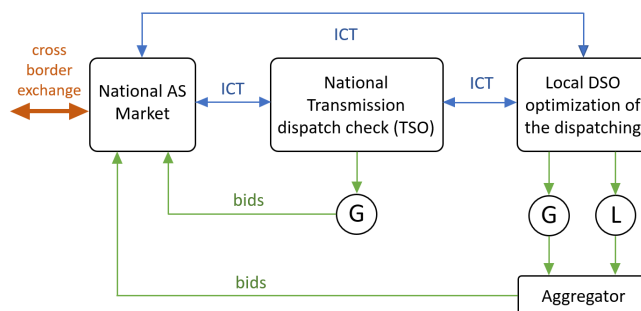 ICT
cross
border
exchange
National AS
Market
ICT
National
Transmission
dispatch check (TSO)
ICT
Local DSO
optimization of
the dispatching
bids
G
G
L
bids
Aggregator